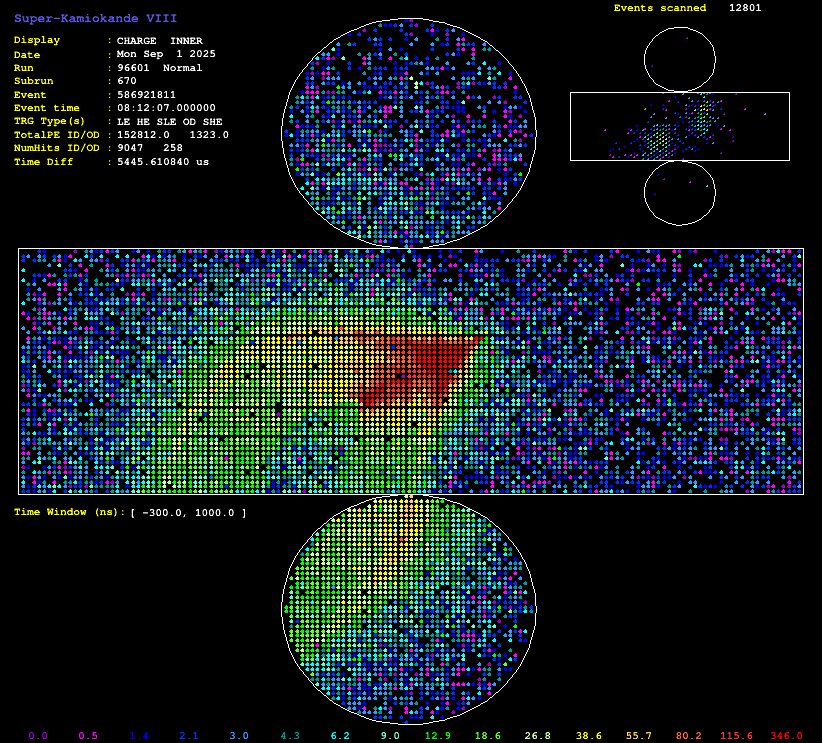 Super-Kamiokande VIII
Events scanned 12801
Display : CHARGE INNER
Date : Mon Sep 1 2025
Run : 96601 Normal
Subrun : 670
Event : 586921811
Event time : 08:12:07.000000
TRG Type(s) : LE HE SLE OD SHE
TotalPE ID/OD : 152812.0 1323.0
NumHits ID/OD : 9047 258
Time Diff : 5445.610840 us
Time Window (ns): [ -300.0, 1000.0 ]
0.0 0.5 1.4 2.1 3.0 4.3 6.2 9.0 12.9 18.6 26.8 38.6 55.7 80.2 115.6 346.0